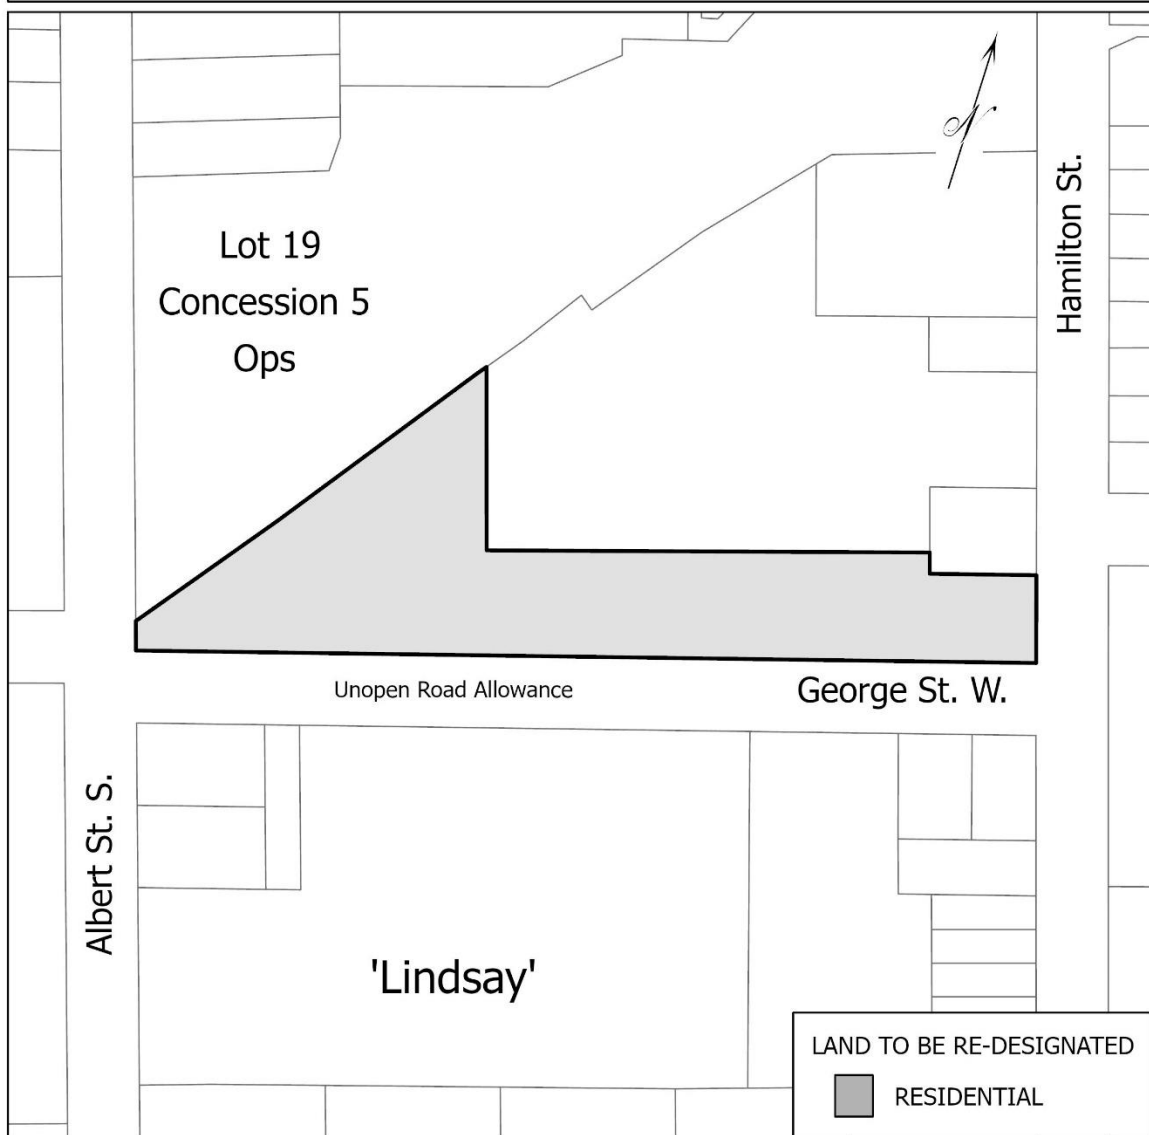 N
Hamilton St.
Lot 19
Concession 5
Ops
Unopen Road Allowance
George St. W.
Albert St. S.
'Lindsay'
LAND TO BE RE-DESIGNATED
RESIDENTIAL